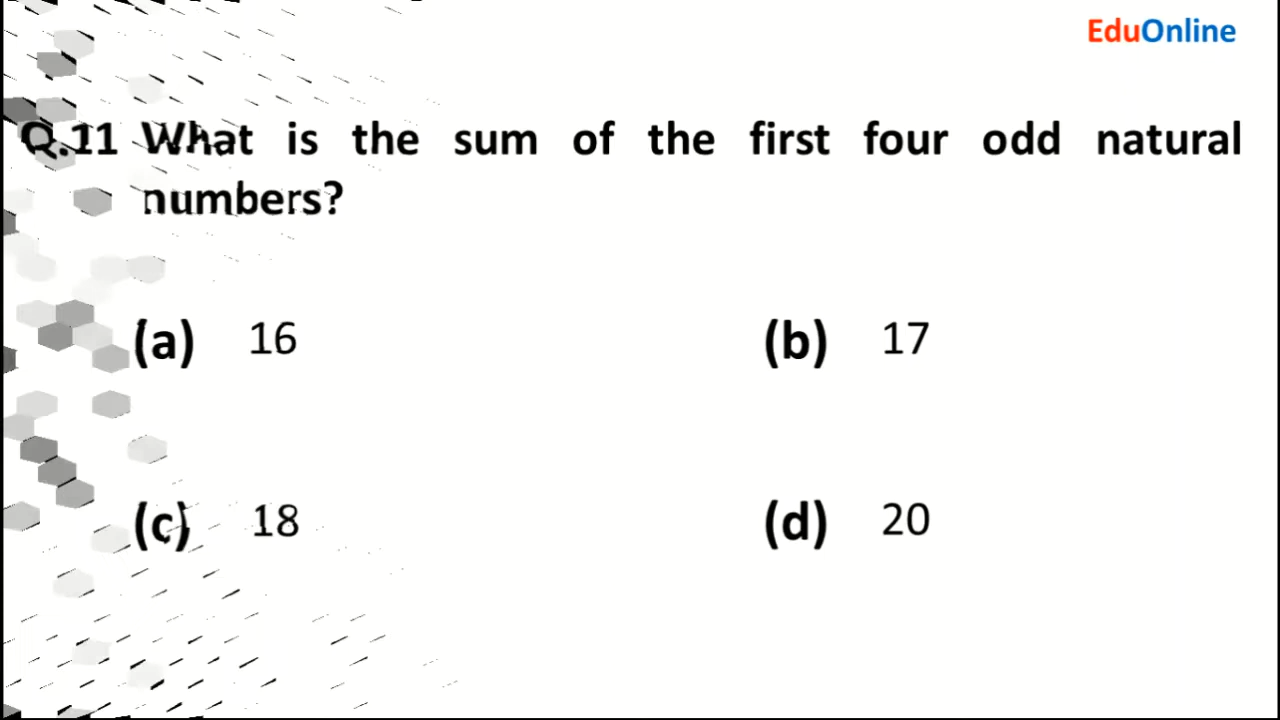 EduOnline
Q.11 What is the sum of the first four odd natural
numbers?
(a) 16 (b) 17
(c) 18 (d) 20